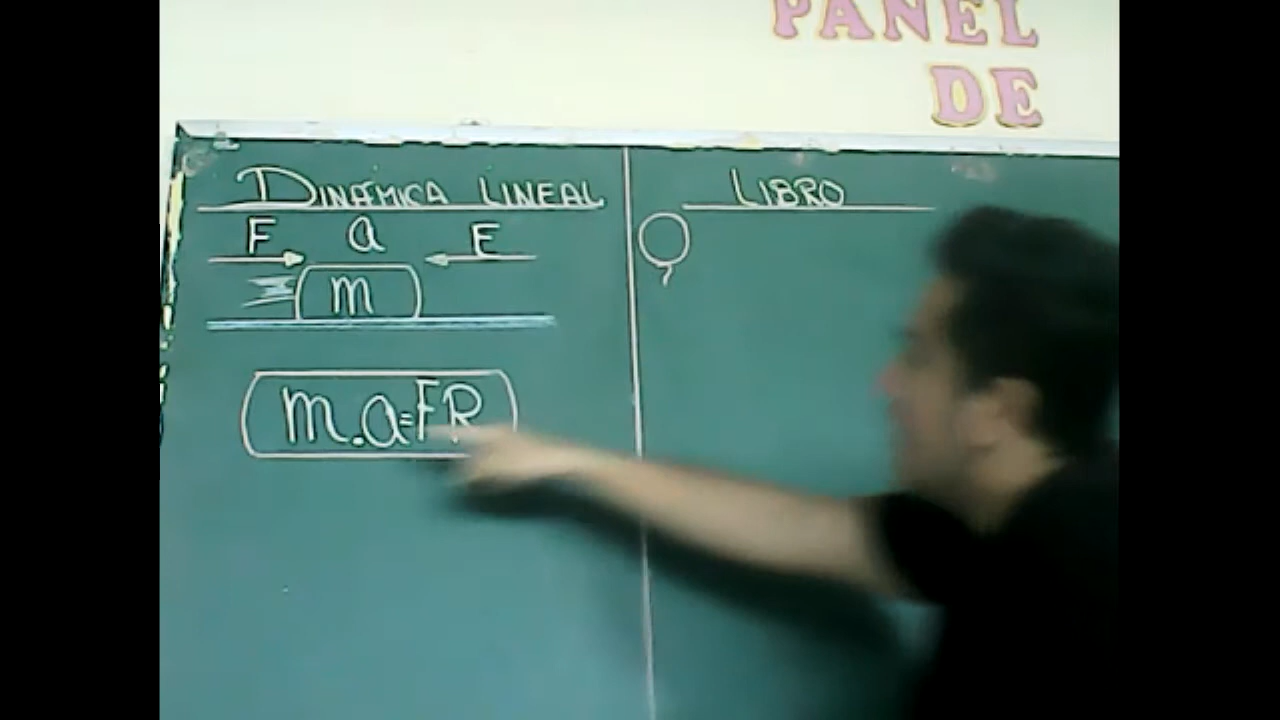 PANEL
DE
DINÁMICA LINEAL
F a F
m
m.a=FR
LIBRO